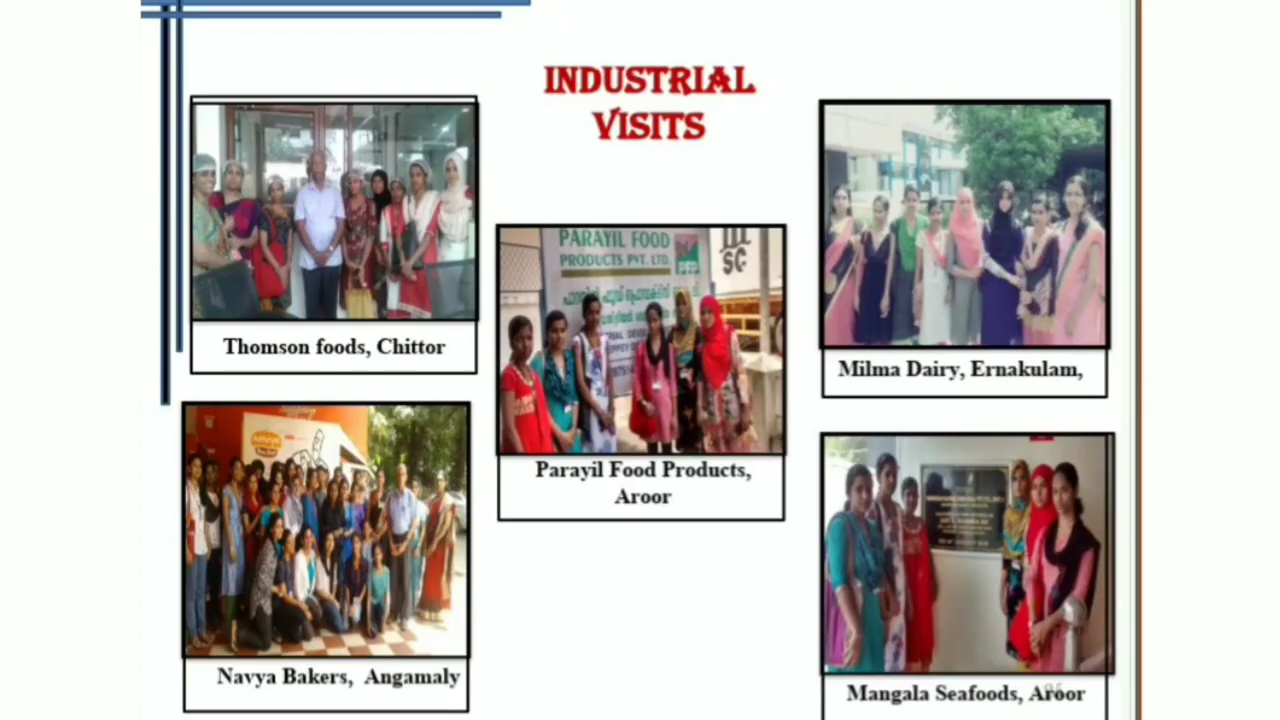 INDUSTRIAL
VISITS
Thomson foods, Chittor
PARAYIL FOOD
PRODUCTS PVT. LTD.
SC
Parayil Food Products,
Aroor
Milma Dairy, Ernakulam,
Navya Bakers, Angamaly
Mangala Seafoods, Aroor